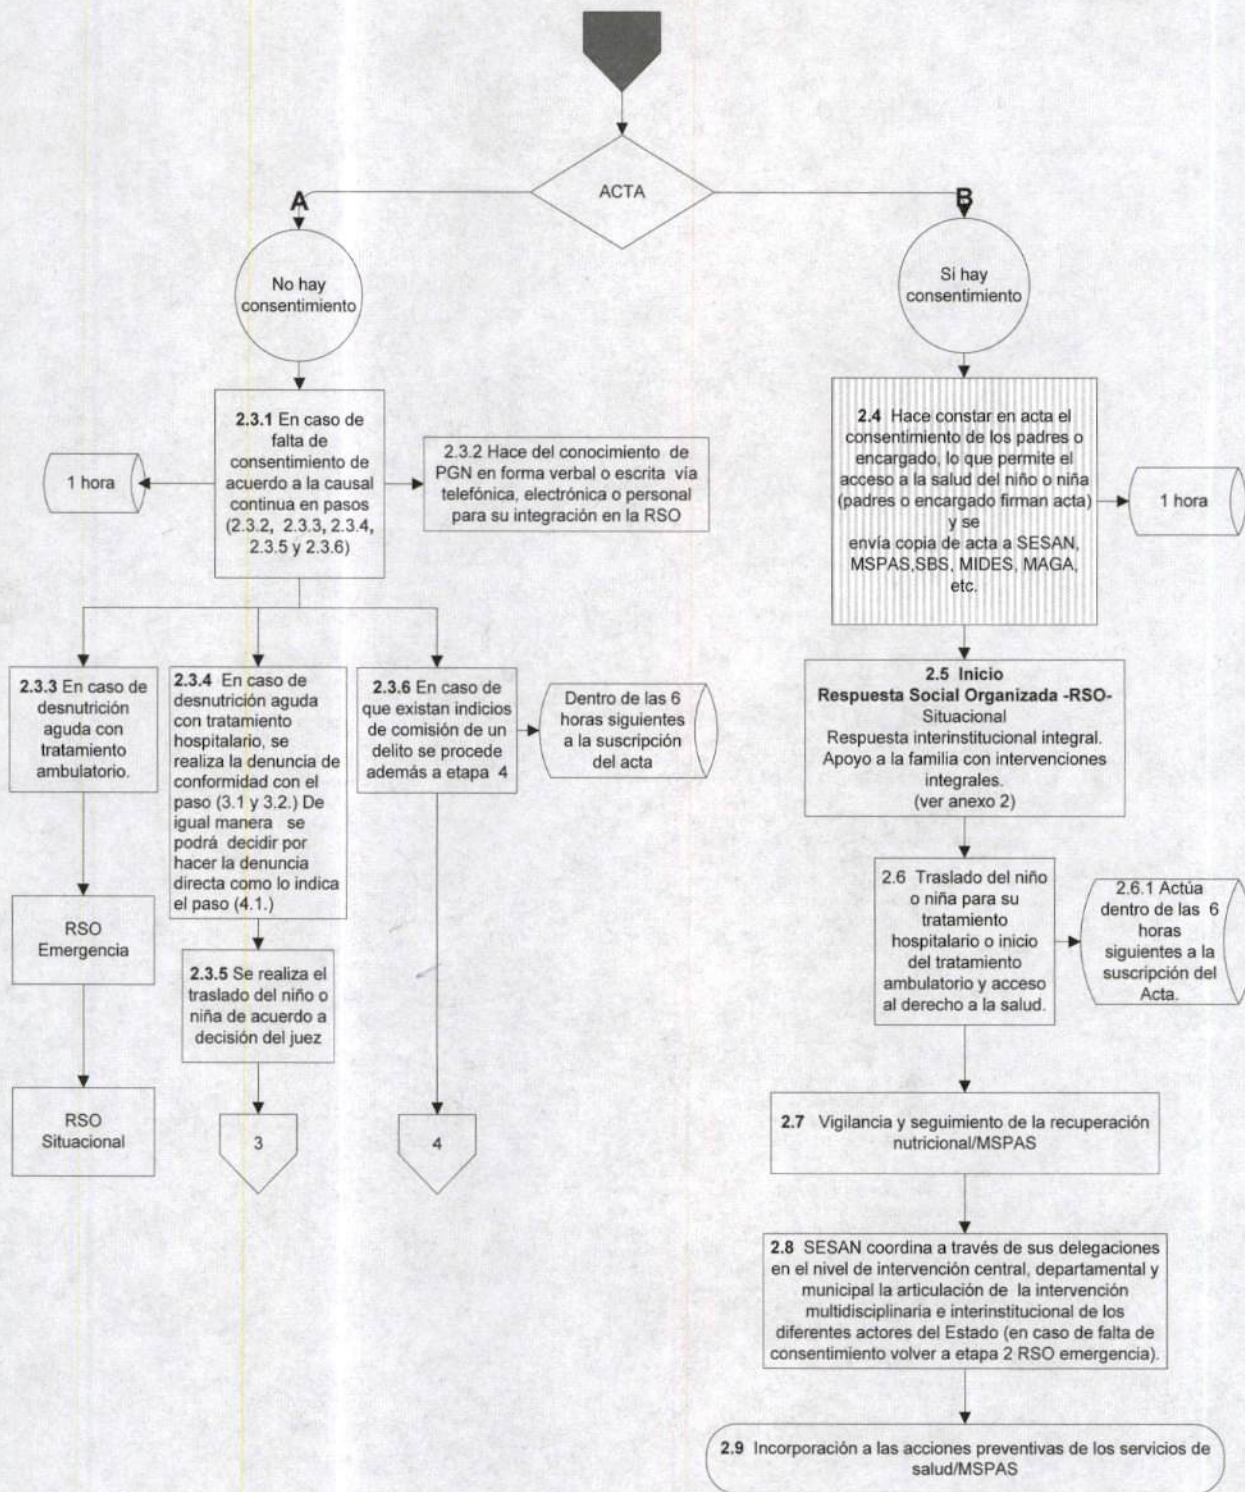 ACTA
A
B
No hay
consentimiento
Si hay
consentimiento
2.3.1 En caso de
falta de
consentimiento de
acuerdo a la causal
continua en pasos
(2.3.2, 2.3.3, 2.3.4,
2.3.5 y 2.3.6)
1 hora
2.3.2 Hace del conocimiento de
PGN en forma verbal o escrita vía
telefónica, electrónica o personal
para su integración en la RSO
2.4 Hace constar en acta el
consentimiento de los padres o
encargado, lo que permite el
acceso a la salud del niño o niña
(padres o encargado firman acta)
y se
envía copia de acta a SESAN,
MSPAS,SBS, MIDES, MAGA,
etc.
1 hora
2.3.3 En caso de
desnutrición
aguda con
tratamiento
ambulatorio.
2.3.4 En caso de
desnutrición aguda
con tratamiento
hospitalario, se
realiza la denuncia de
conformidad con el
paso (3.1 y 3.2.) De
igual manera se
podrá decidir por
hacer la denuncia
directa como lo indica
el paso (4.1.)
2.3.6 En caso de
que existan indicios
de comisión de un
delito se procede
además a etapa 4
Dentro de las 6
horas siguientes
a la suscripción
del acta
2.5 Inicio
Respuesta Social Organizada -RSO-
Situacional
Respuesta interinstitucional integral.
Apoyo a la familia con intervenciones
integrales.
(ver anexo 2)
RSO
Emergencia
2.3.5 Se realiza el
traslado del niño o
niña de acuerdo a
decisión del juez
2.6 Traslado del niño
o niña para su
tratamiento
hospitalario o inicio
del tratamiento
ambulatorio y acceso
al derecho a la salud.
2.6.1 Actúa
dentro de las 6
horas
siguientes a la
suscripción del
Acta.
RSO
Situacional
3
4
2.7 Vigilancia y seguimiento de la recuperación
nutricional/MSPAS
2.8 SESAN coordina a través de sus delegaciones
en el nivel de intervención central, departamental y
municipal la articulación de la intervención
multidisciplinaria e interinstitucional de los
diferentes actores del Estado (en caso de falta de
consentimiento volver a etapa 2 RSO emergencia).
2.9 Incorporación a las acciones preventivas de los servicios de
salud/MSPAS